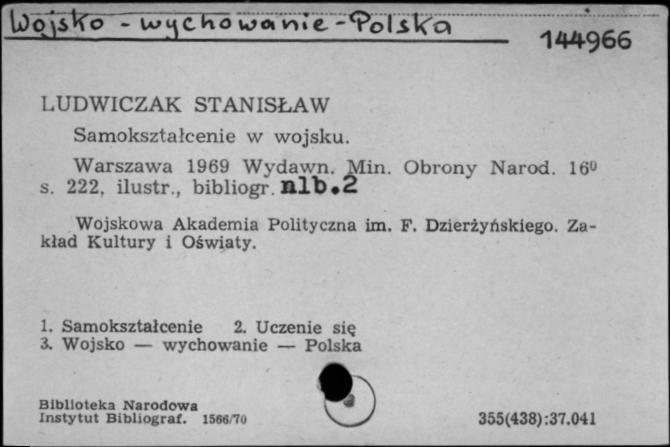 Wojsko - wychowanie - Polska
144966
LUDWICZAK STANISŁAW
Samokształcenie w wojsku.
Warszawa 1969 Wydawn. Min. Obrony Narod. 16⁰
s. 222, ilustr., bibliogr. nlb.2
Wojskowa Akademia Polityczna im. F. Dzierżyńskiego. Za-
kład Kultury i Oświaty.
1. Samokształcenie 2. Uczenie się
3. Wojsko — wychowanie — Polska
Biblioteka Narodowa
Instytut Bibliograf. 1566/70
355(438):37.041